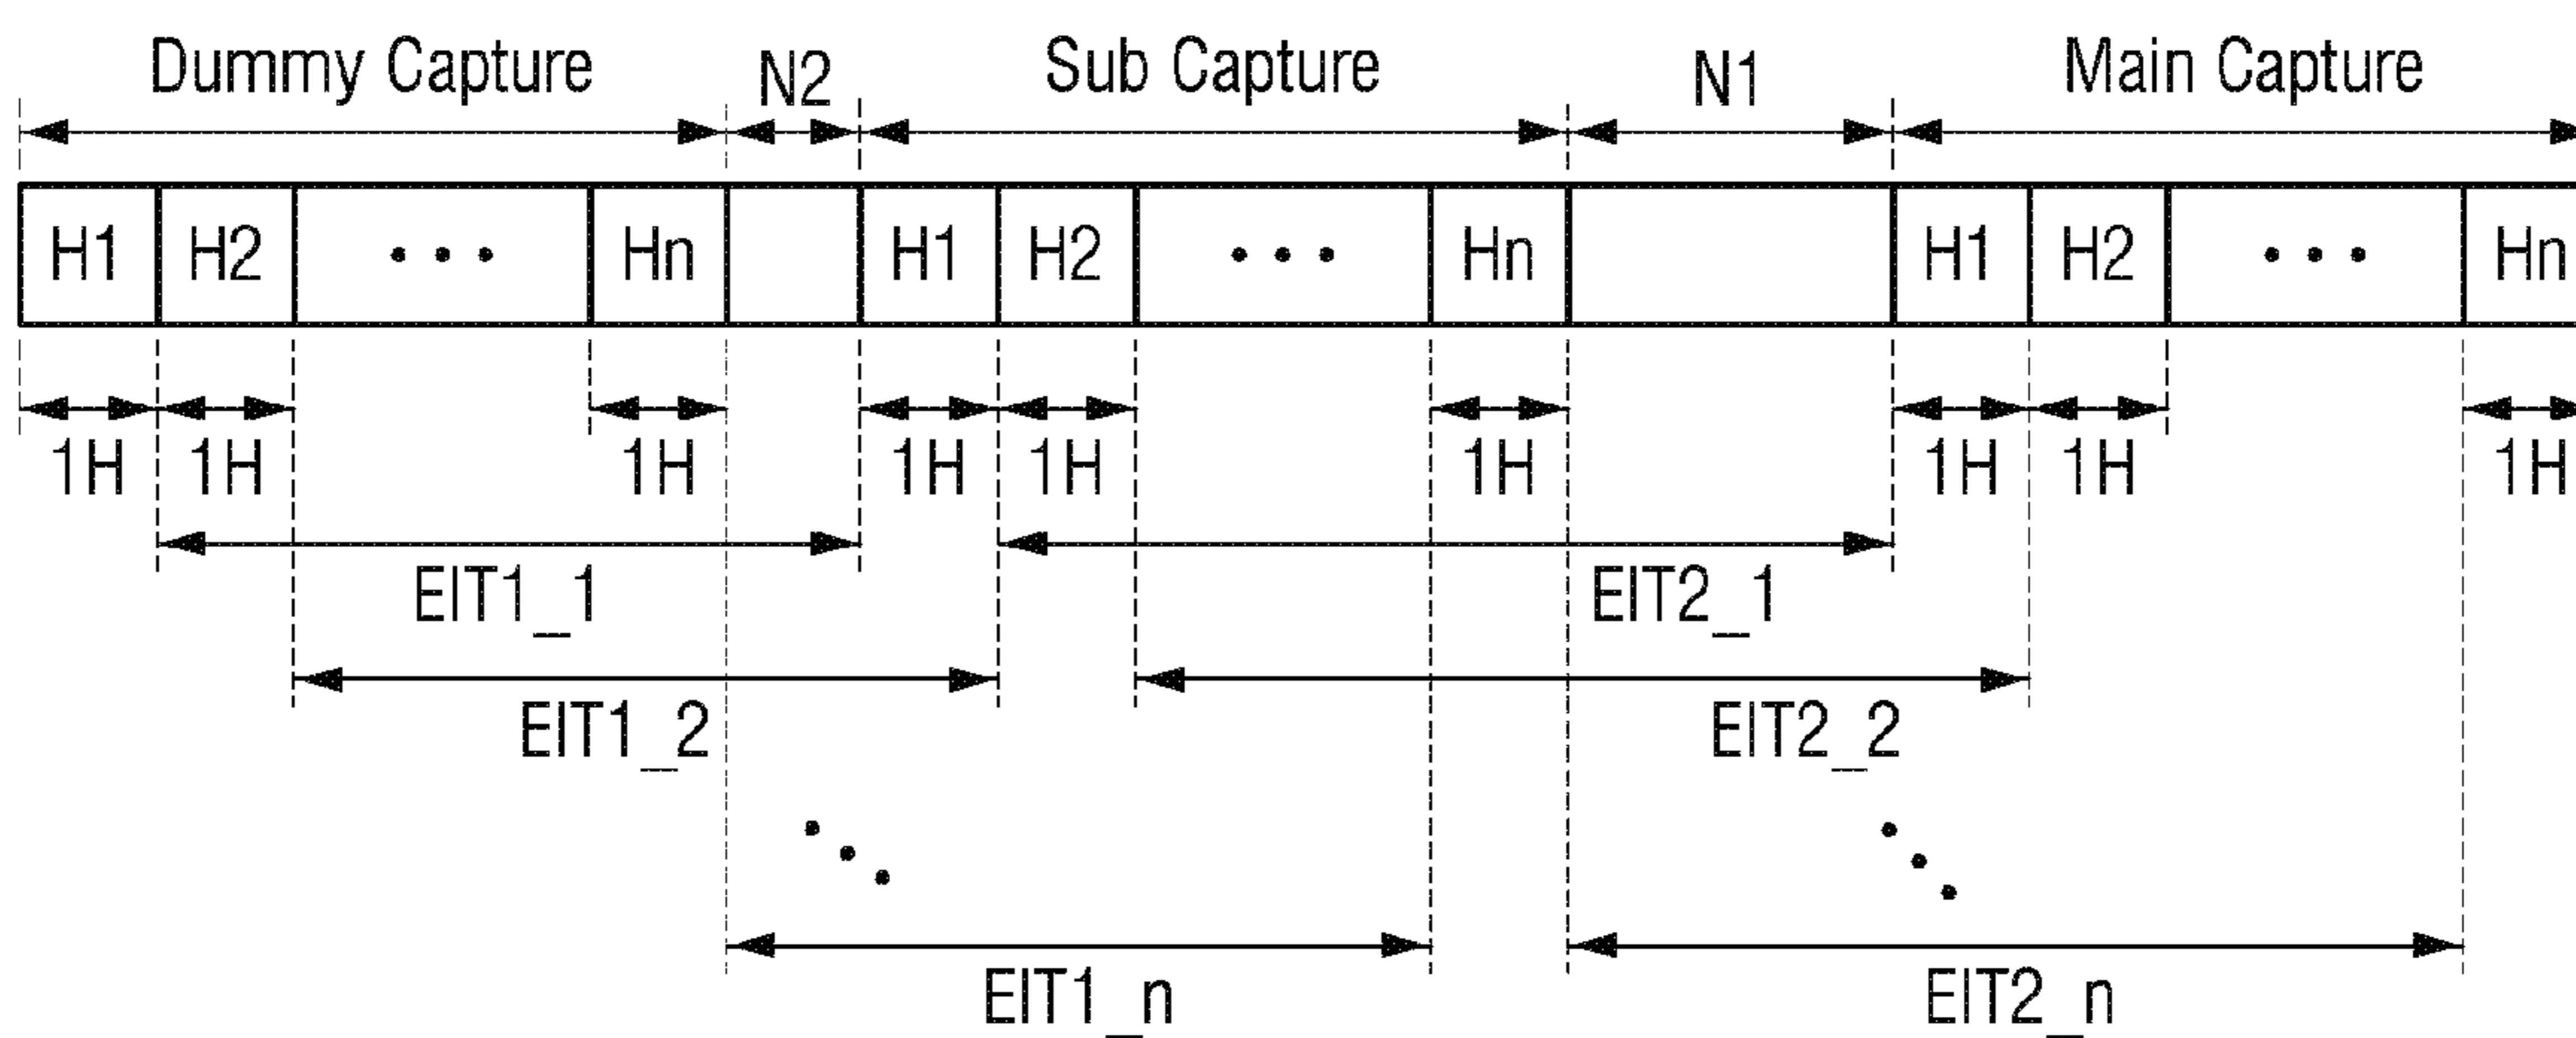 Dummy Capture N2 Sub Capture N1 Main Capture
H1 H2 • • • Hn H1 H2 • • • Hn H1 H2 • • • Hn
1H 1H 1H 1H 1H 1H 1H 1H 1H
EIT1_1 EIT2_1
EIT1_2 EIT2_2
EIT1_n EIT2_n